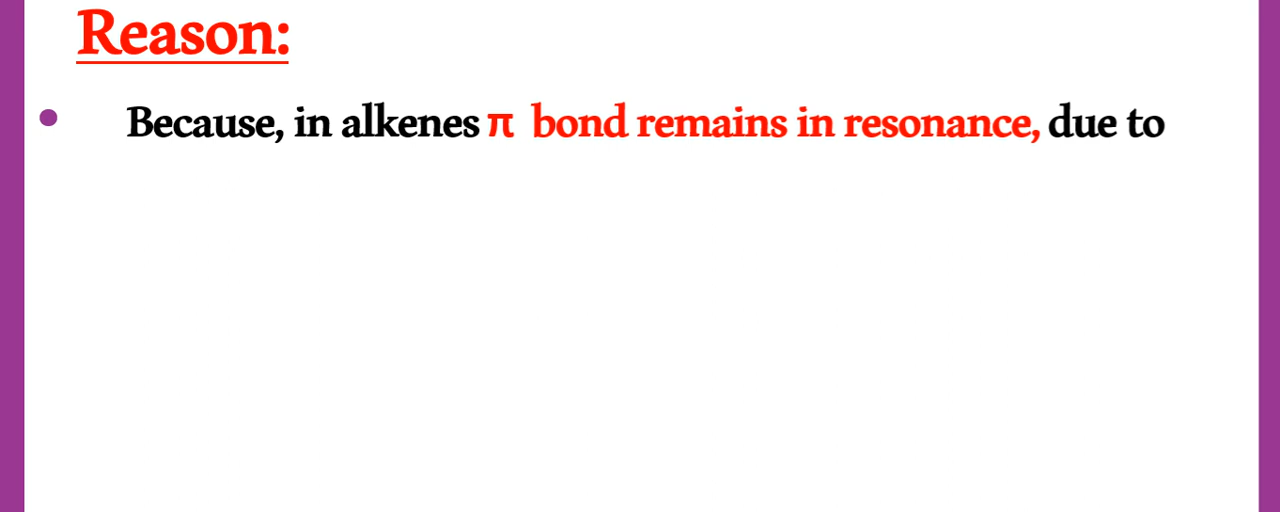 Reason:
• Because, in alkenes π bond remains in resonance, due to